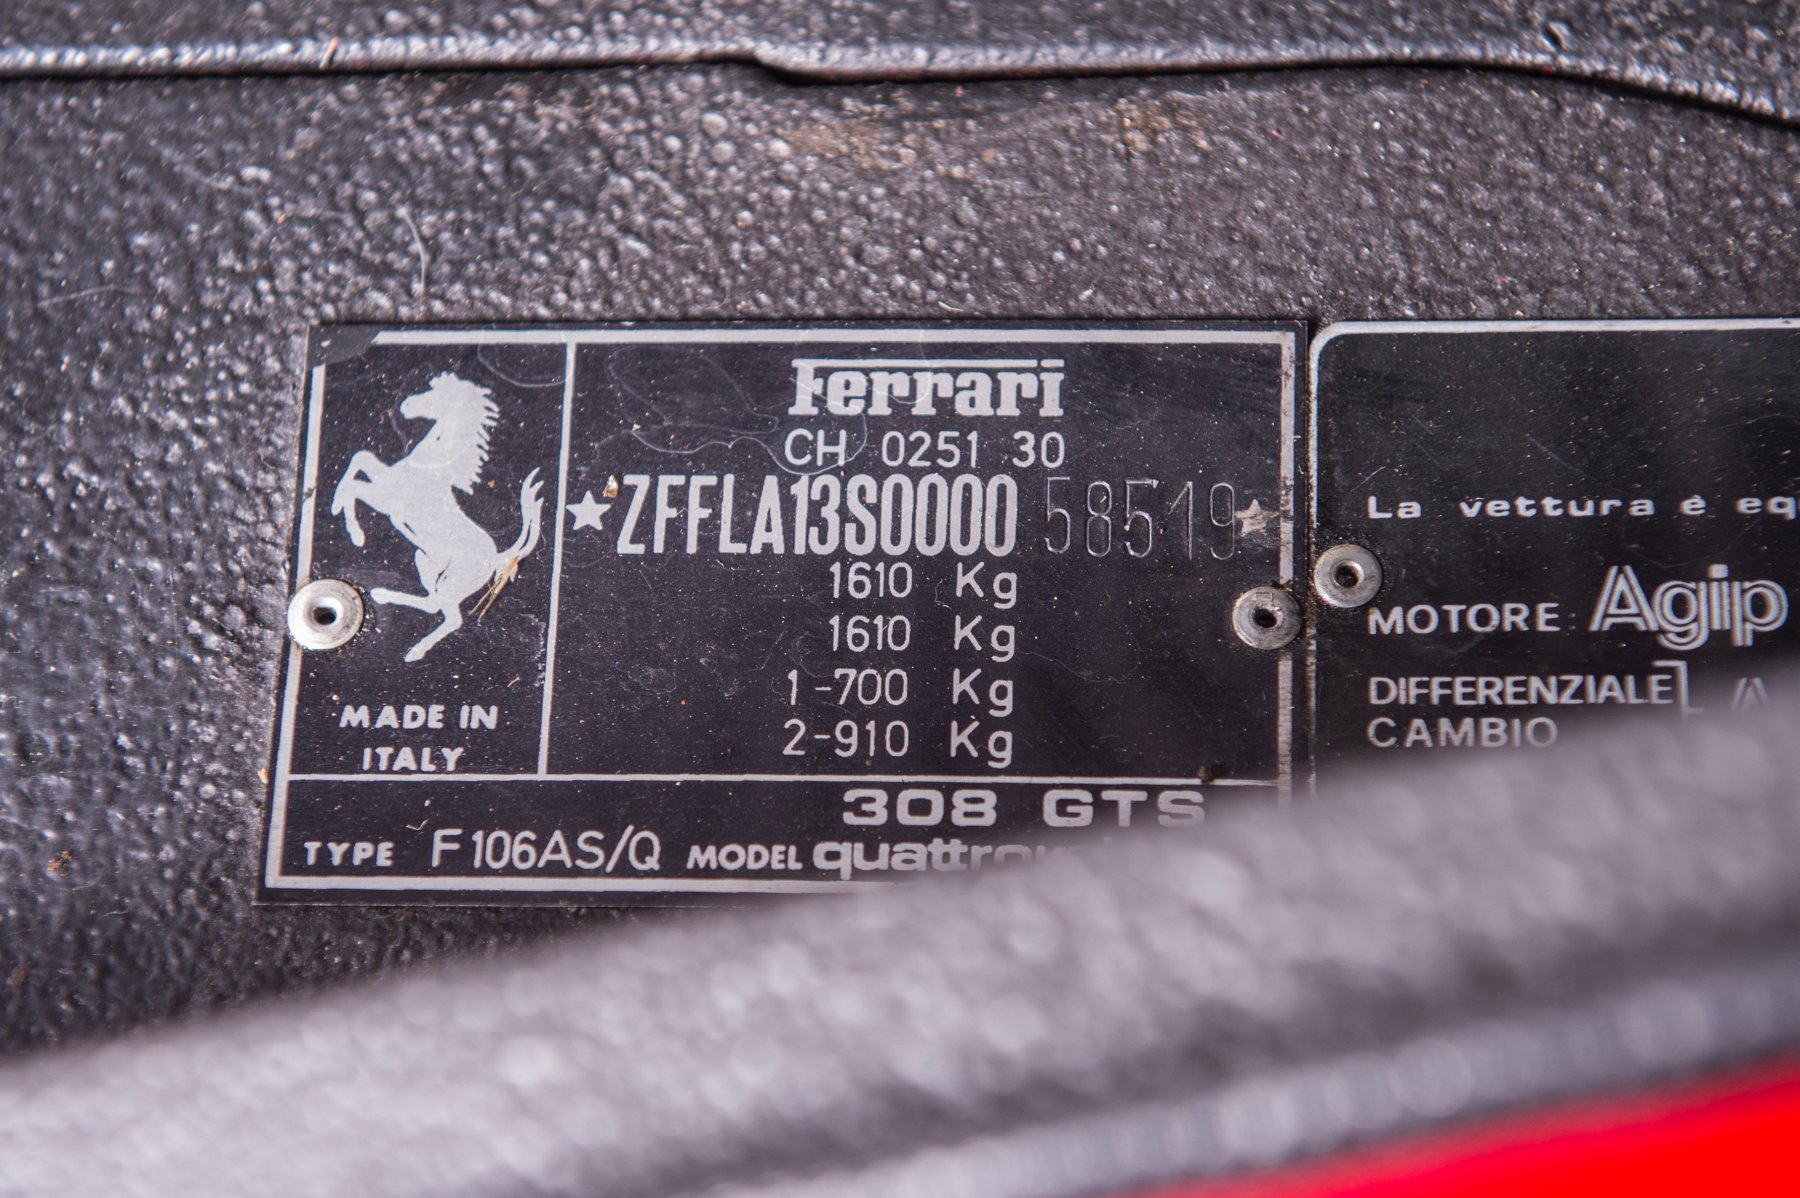 Ferrari
CH 0251 30
★ZFFLA13S0000 58519★
1610 Kg
1610 Kg
1-700 Kg
2-910 Kg
MADE IN
ITALY
308 GTS
TYPE F106AS/Q MODEL
La vettura è
MOTORE: Agip
DIFFERENZIALE
CAMBIO